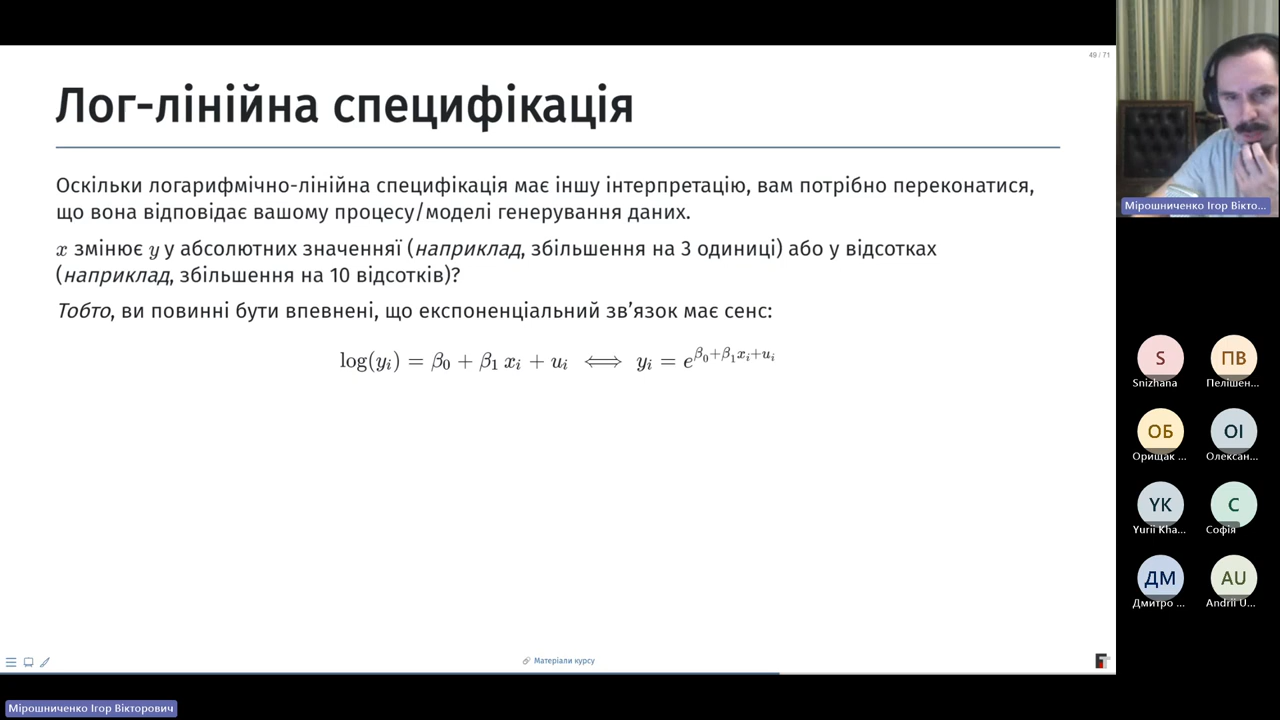 49 / 71
Лог-лінійна специфікація
Оскільки логарифмічно-лінійна специфікація має іншу інтерпретацію, вам потрібно переконатися,
що вона відповідає вашому процесу/моделі генерування даних.
x змінює y у абсолютних значенняї (наприклад, збільшення на 3 одиниці) або у відсотках
(наприклад, збільшення на 10 відсотків)?
Тобто, ви повинні бути впевнені, що експоненціальний зв’язок має сенс:
log(yᵢ) = β₀ + β₁ xᵢ + uᵢ ⟺ yᵢ = e^{β₀+β₁xᵢ+uᵢ}
Матеріали курсу
Мірошниченко Ігор Вікто...
S
Snizhana
ПВ
Пелішен...
ОБ
Орищак ...
ОІ
Олексан...
YK
Yurii Kha...
С
Софія
ДМ
Дмитро ...
AU
Andrii U...
Мірошниченко Ігор Вікторович